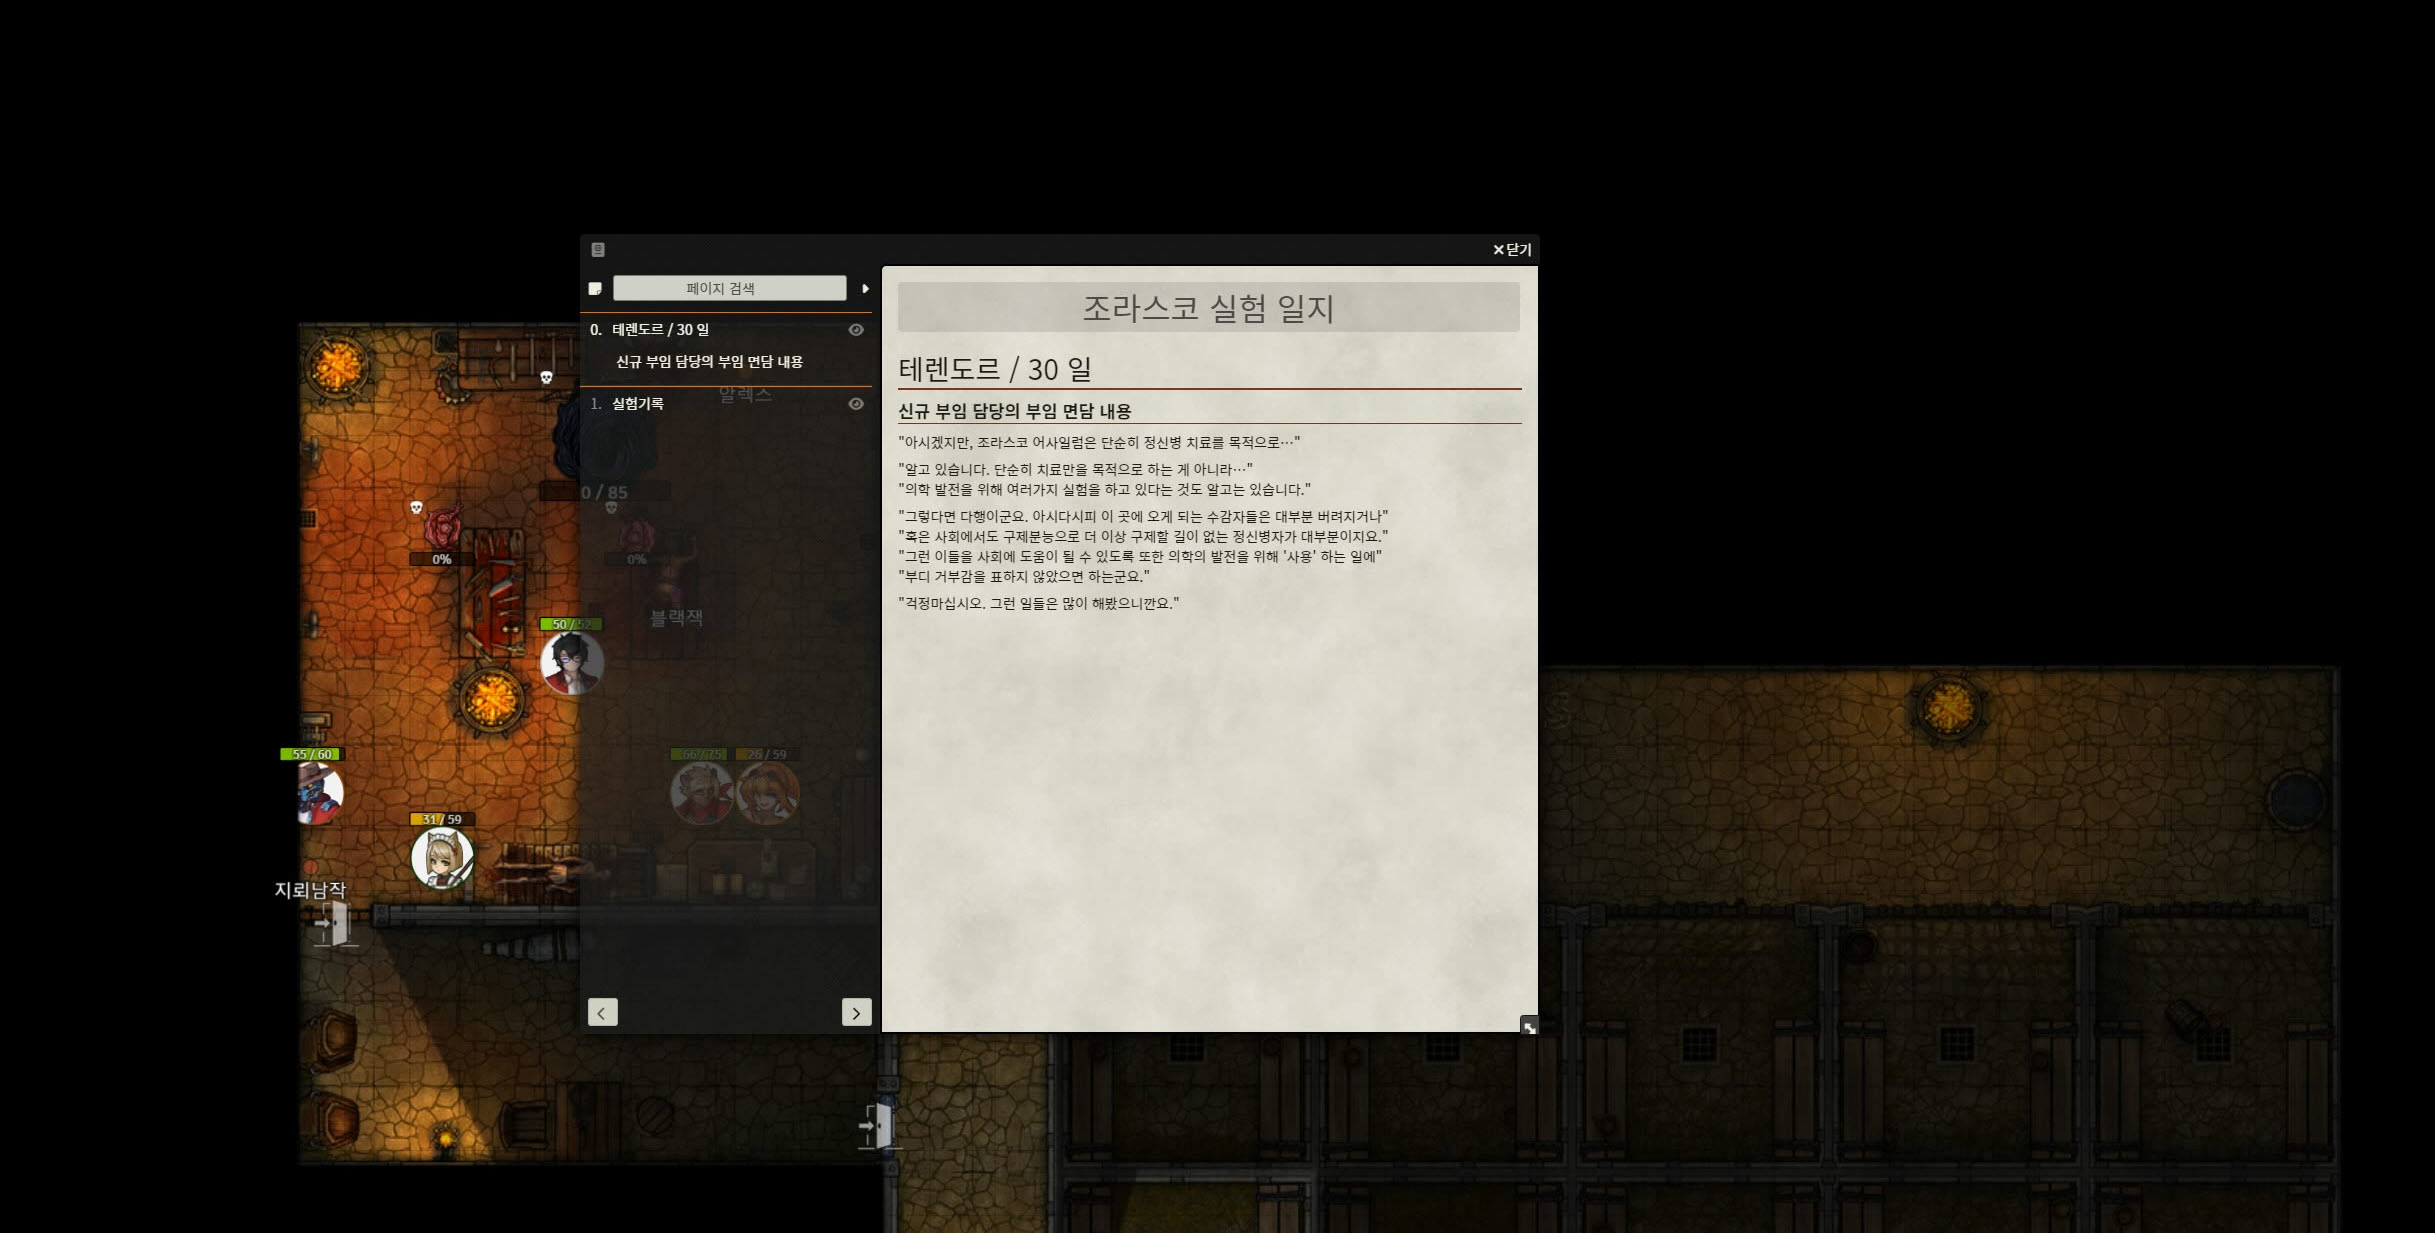 닫기
페이지 검색
0. 테렌도르 / 30 일
신규 부임 담당의 부임 면담 내용
1. 실험기록
조라스코 실험 일지
테렌도르 / 30 일
신규 부임 담당의 부임 면담 내용
"아시겠지만, 조라스코 어사일럼은 단순히 정신병 치료를 목적으로…"
"알고 있습니다. 단순히 치료만을 목적으로 하는 게 아니라…"
"의학 발전을 위해 여러가지 실험을 하고 있다는 것도 알고는 있습니다."
"그렇다면 다행이군요. 아시다시피 이 곳에 오게 되는 수감자들은 대부분 버려지거나"
"혹은 사회에서도 구제분능으로 더 이상 구제할 길이 없는 정신병자가 대부분이지요."
"그런 이들을 사회에 도움이 될 수 있도록 또한 의학의 발전을 위해 '사용' 하는 일에"
"부디 거부감을 표하지 않았으면 하는군요."
"걱정마십시오. 그런 일들은 많이 해봤으니깐요."
알렉스
0 / 85
0%
0%
블랙잭
50 / 52
55 / 60
66 / 75
26 / 59
31 / 59
지뢰남작